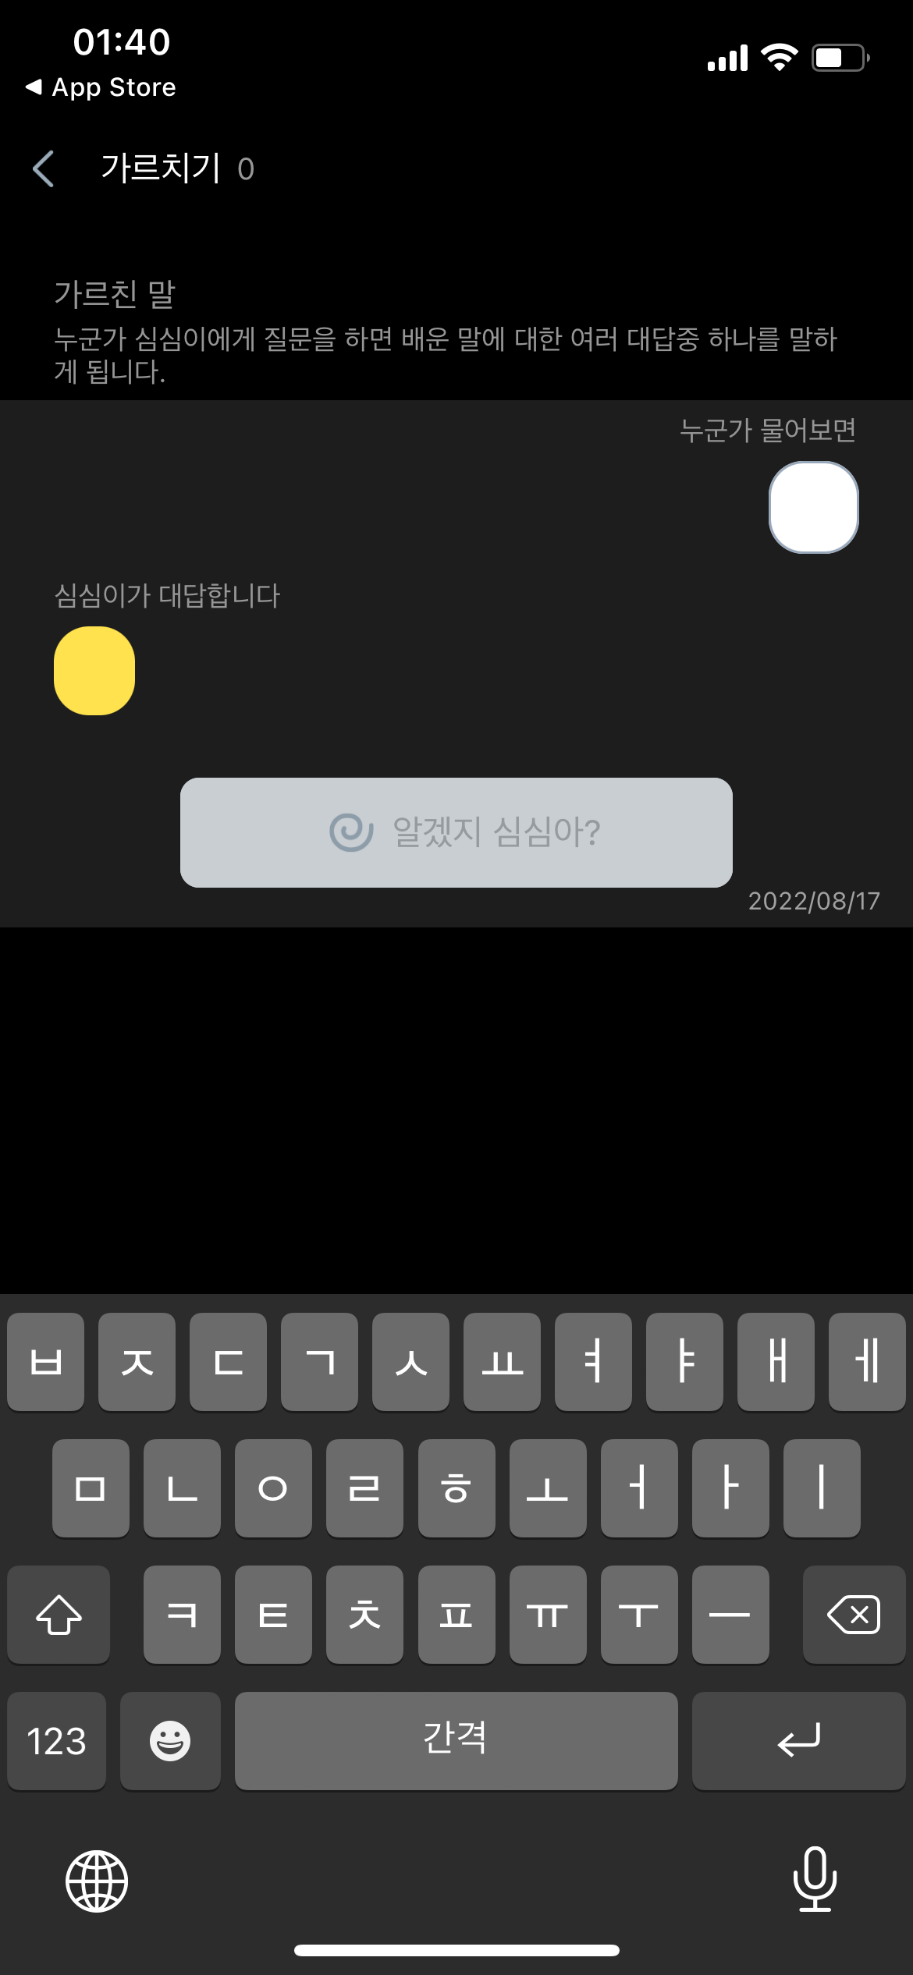 01:40
◀ App Store
가르치기 0
가르친 말
누군가 심심이에게 질문을 하면 배운 말에 대한 여러 대답중 하나를 말하
게 됩니다.
누군가 물어보면
심심이가 대답합니다
알겠지 심심아?
2022/08/17
ㅂ ㅈ ㄷ ㄱ ㅅ ㅛ ㅕ ㅑ ㅐ ㅔ
ㅁ ㄴ ㅇ ㄹ ㅎ ㅗ ㅓ ㅏ ㅣ
ㅋ ㅌ ㅊ ㅍ ㅠ ㅜ ㅡ
123 간격